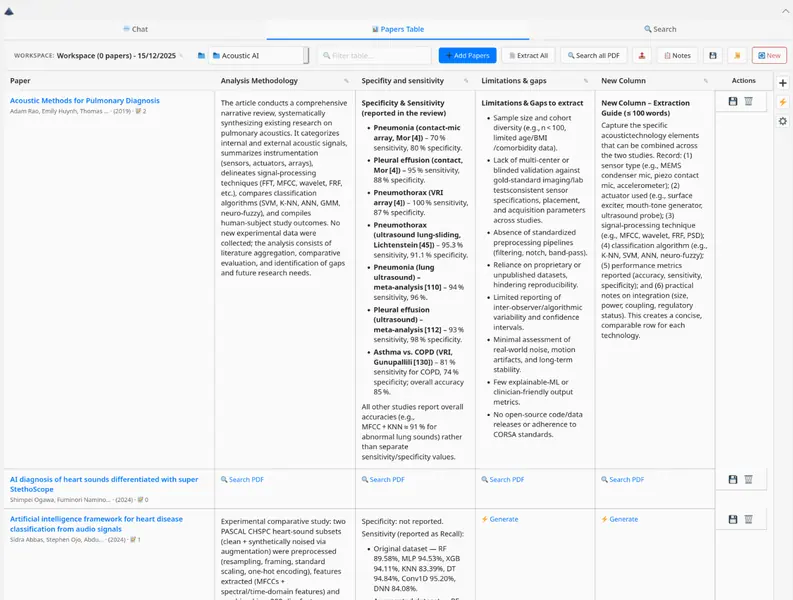 Chat
Papers Table
Search
WORKSPACE: Workspace (0 papers) - 15/12/2025
Acoustic AI
Filter table...
Add Papers
Extract All
Search all PDF
Notes
New
Paper
Analysis Methodology
Specifity and sensitivity
Limitations & gaps
New Column
Actions
Acoustic Methods for Pulmonary Diagnosis
Adam Rao, Emily Huynh, Thomas ... · (2019) · 2
The article conducts a comprehensive
narrative review, systematically
synthesizing existing research on
pulmonary acoustics. It categorizes
internal and external acoustic signals,
summarizes instrumentation
(sensors, actuators, arrays),
delineates signal-processing
techniques (FFT, MFCC, wavelet, FRF,
etc.), compares classification
algorithms (SVM, K-NN, ANN, GMM,
neuro-fuzzy), and compiles
human-subject study outcomes. No
new experimental data were
collected; the analysis consists of
literature aggregation, comparative
evaluation, and identification of gaps
and future research needs.
Specificity & Sensitivity
(reported in the review)
• Pneumonia (contact-mic
array, Mor [4]) – 70 %
sensitivity, 80 % specificity.
• Pleural effusion (contact,
Mor [4]) – 95 % sensitivity,
88 % specificity.
• Pneumothorax (VRI
array [4]) – 100 % sensitivity,
87 % specificity.
• Pneumothorax
(ultrasound lung-sliding,
Lichtenstein [45]) – 95.3 %
sensitivity, 91.1 % specificity.
• Pneumonia (lung
ultrasound) –
meta-analysis [110] – 94 %
sensitivity, 96 %.
• Pleural effusion
(ultrasound) –
meta-analysis [112] – 93 %
sensitivity, 98 % specificity.
• Asthma vs. COPD (VRI,
Gunupallili [130]) – 81 %
sensitivity for COPD, 74 %
specificity; overall accuracy
85 %.
All other studies report overall
accuracies (e.g.,
MFCC + KNN ≈ 91 % for
abnormal lung sounds) rather
than separate
sensitivity/specificity values.
Limitations & Gaps to extract
• Sample size and cohort
diversity (e.g., n < 100,
limited age/BMI
/comorbidity data).
• Lack of multi-center or
blinded validation against
gold-standard imaging/lab
testsconsistent sensor
specifications, placement,
and acquisition parameters
across studies.
• Absence of standardized
preprocessing pipelines
(filtering, notch, band-pass).
• Reliance on proprietary or
unpublished datasets,
hindering reproducibility.
• Limited reporting of
inter-observer/algorithmic
variability and confidence
intervals.
• Minimal assessment of
real-world noise, motion
artifacts, and long-term
stability.
• Few explainable-ML or
clinician-friendly output
metrics.
• No open-source code/data
releases or adherence to
CORSA standards.
New Column – Extraction
Guide (≤ 100 words)
Capture the specific
acoustictechnology elements
that can be combined across
the two studies. Record: (1)
sensor type (e.g., MEMS
condenser mic, piezo contact
mic, accelerometer); (2)
actuator used (e.g., surface
exciter, mouth-tone generator,
ultrasound probe); (3)
signal-processing technique
(e.g., MFCC, wavelet, FRF, PSD);
(4) classification algorithm (e.g.,
K-NN, SVM, ANN, neuro-fuzzy);
(5) performance metrics
reported (accuracy, sensitivity,
specificity); and (6) practical
notes on integration (size,
power, coupling, regulatory
status). This creates a concise,
comparable row for each
technology.
AI diagnosis of heart sounds differentiated with super
StethoScope
Shimpei Ogawa, Fuminori Namino... · (2024) · 0
Search PDF
Search PDF
Search PDF
Search PDF
Artificial intelligence framework for heart disease
classification from audio signals
Sidra Abbas, Stephen Ojo, Abdu... · (2024) · 1
Experimental comparative study: two
PASCAL CHSPC heart-sound subsets
(clean + synthetically noised via
augmentation) were preprocessed
(resampling, framing, standard
scaling, one-hot encoding), features
extracted (MFCCs +
spectral/time-domain features) and
Specificity: not reported.
Sensitivity (reported as Recall):
• Original dataset — RF
89.58%, MLP 94.53%, XGB
94.11%, KNN 83.39%, DT
94.84%, Conv1D 95.20%,
DNN 84.08%.
Generate
Generate